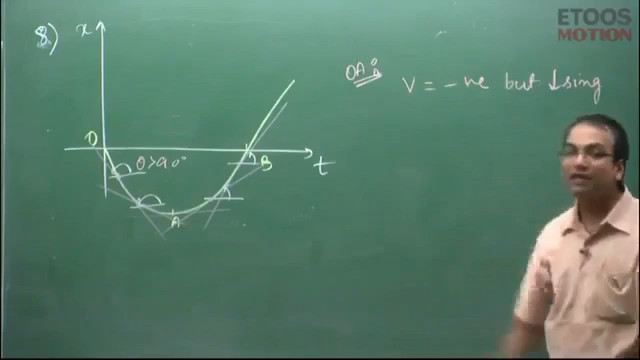 ETOOS
MOTION
8)
x
OA:
V = -ve but ↓sing
O
θ>90°
B
t
A